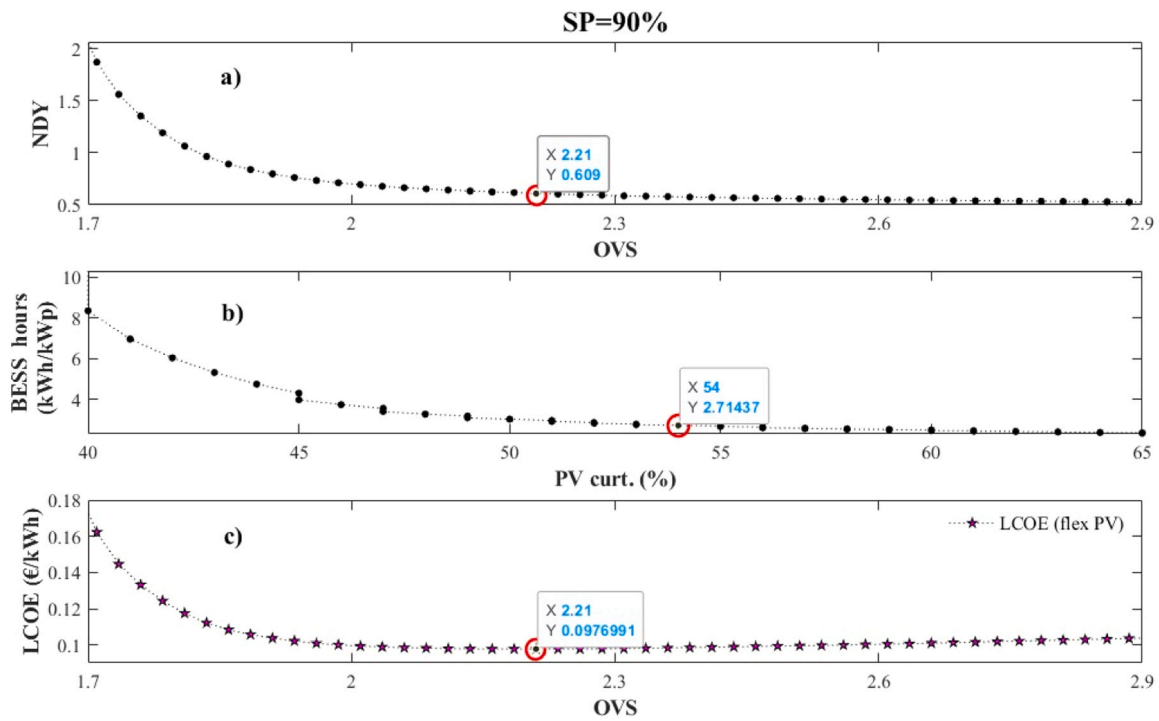 SP=90%
a)
2
1.5
1
0.5
NDY
X 2.21
Y 0.609
1.7
2
2.3
2.6
2.9
OVS
b)
10
8
6
4
BESS hours
(kWh/kWp)
X 54
Y 2.71437
40
45
50
55
60
65
PV curt. (%)
c)
0.18
0.16
0.14
0.12
0.1
LCOE (€/kWh)
LCOE (flex PV)
X 2.21
Y 0.0976991
1.7
2
2.3
2.6
2.9
OVS